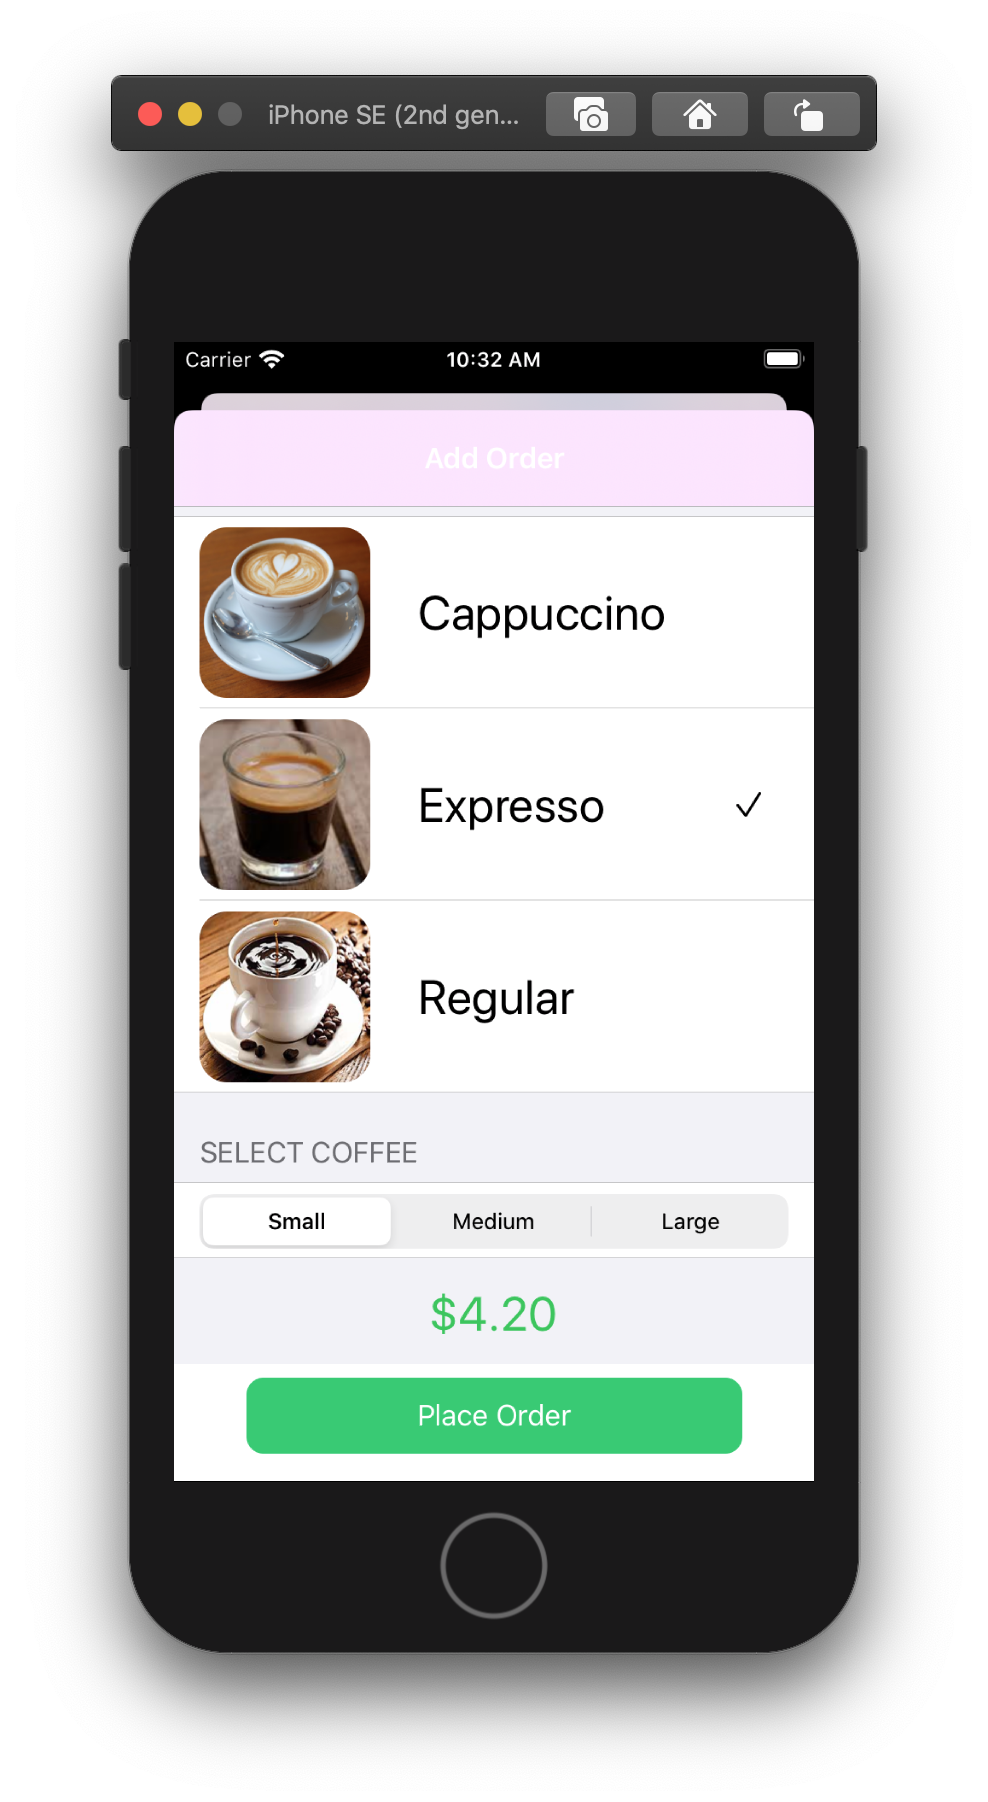 iPhone SE (2nd gen...
Carrier 10:32 AM
Add Order
Cappuccino
Expresso
Regular
SELECT COFFEE
Small Medium Large
$4.20
Place Order